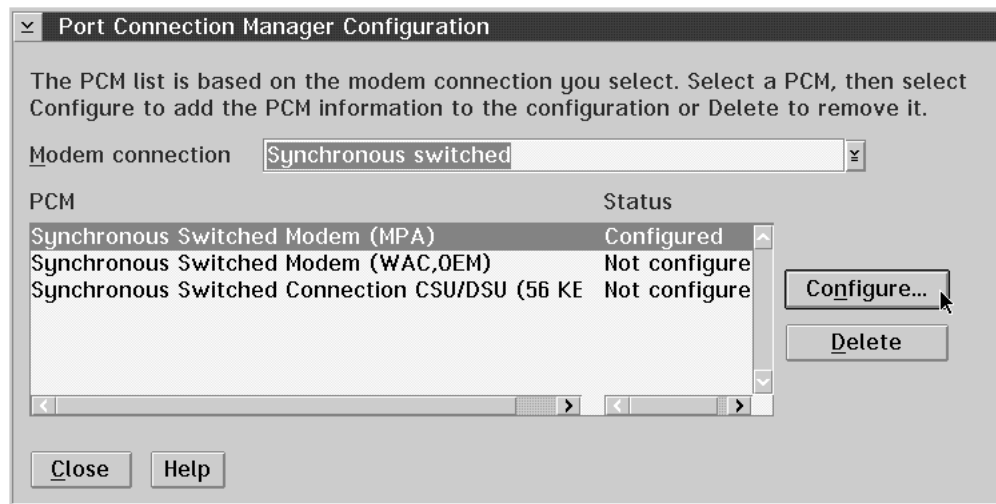 Port Connection Manager Configuration
The PCM list is based on the modem connection you select. Select a PCM, then select
Configure to add the PCM information to the configuration or Delete to remove it.
Modem connection Synchronous switched
PCM Status
Synchronous Switched Modem (MPA) Configured
Synchronous Switched Modem (WAC,OEM) Not configure
Synchronous Switched Connection CSU/DSU (56 KE Not configure
Configure...
Delete
Close Help